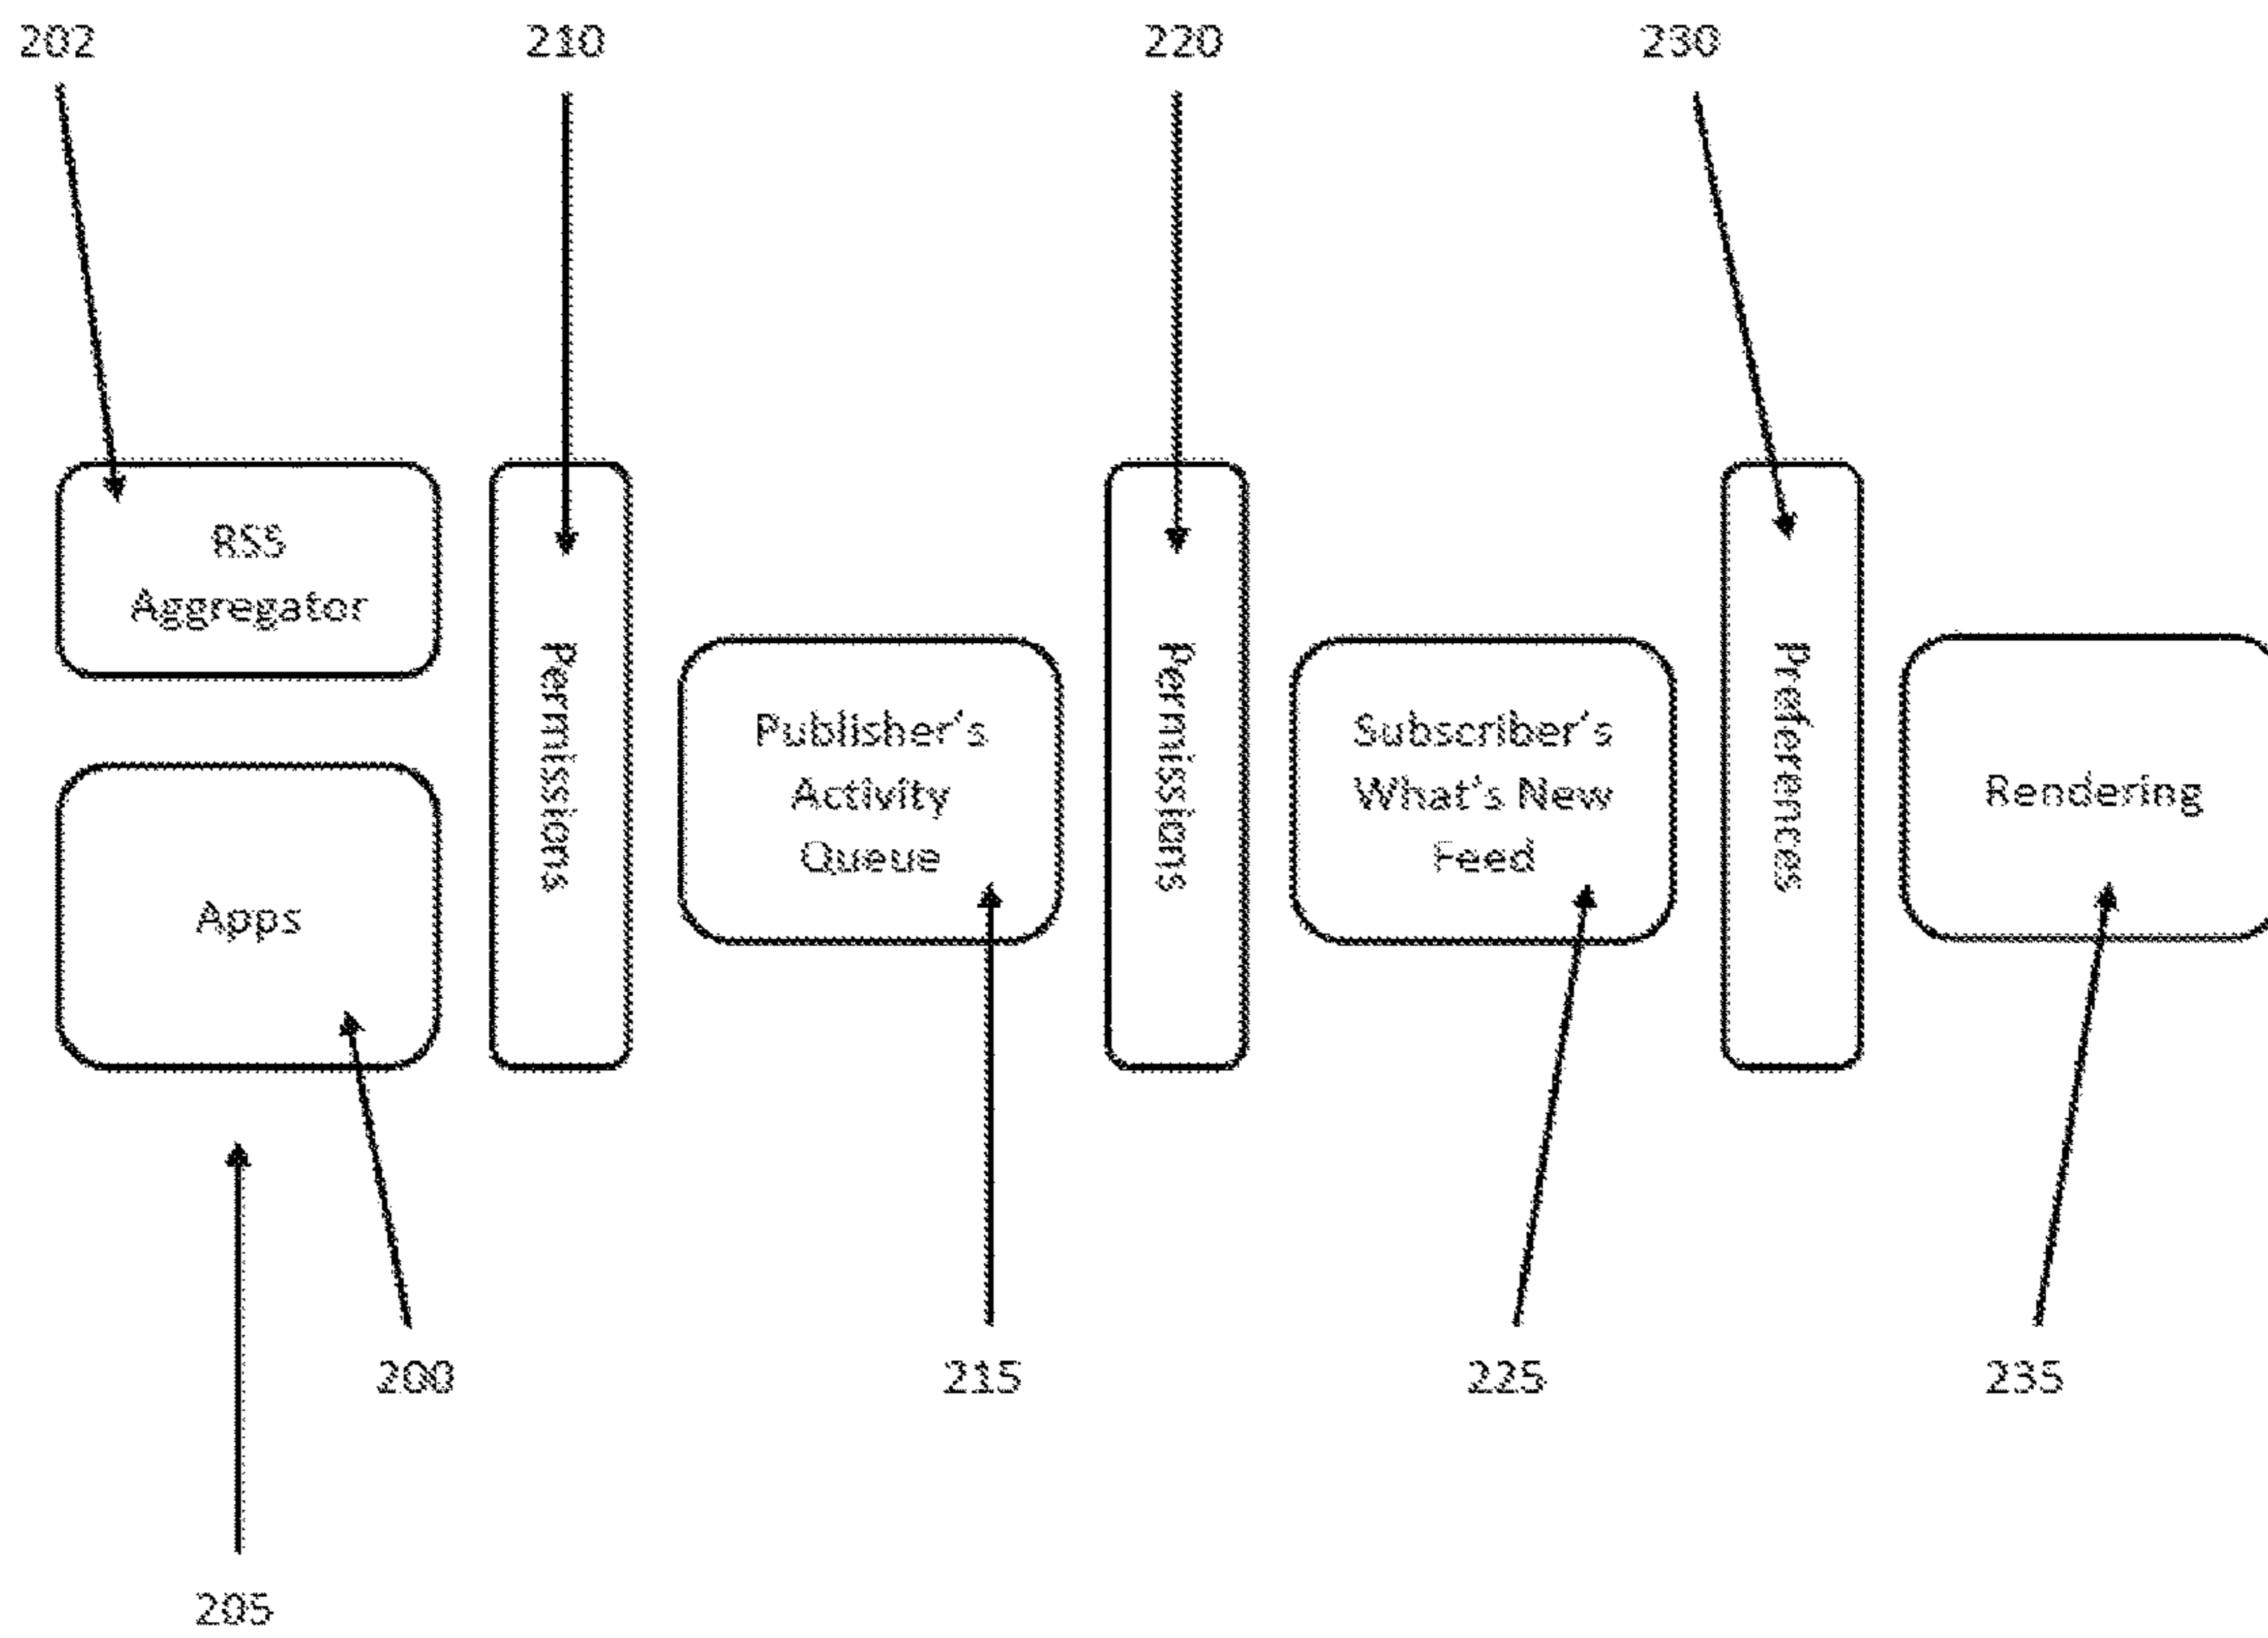 202
210
220
230
RSS
Aggregator
Apps
Permissions
Publisher's
Activity
Queue
Permissions
Subscriber's
What's New
Feed
Preferences
Rendering
200
215
225
235
205